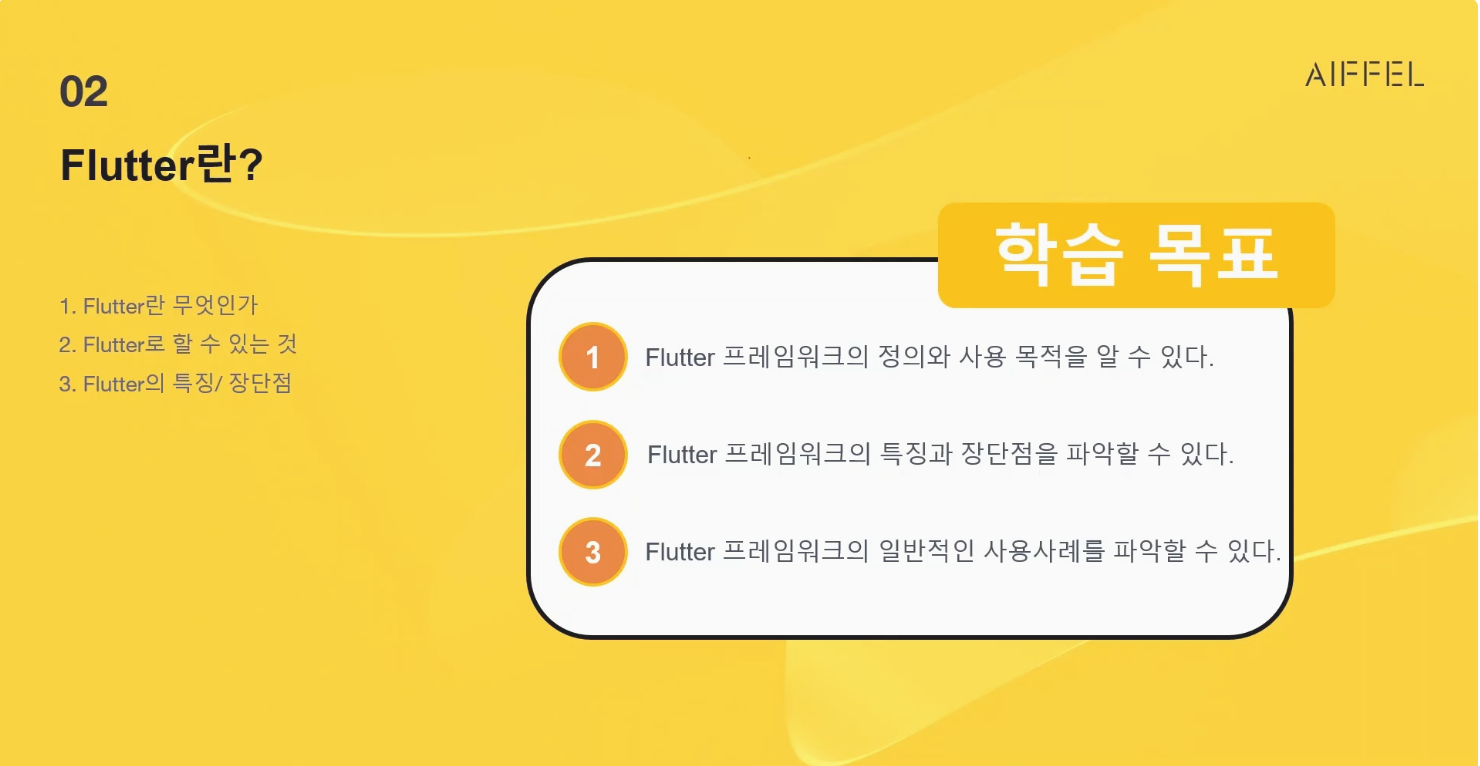 02
AIFFEL
Flutter란?
1. Flutter란 무엇인가
2. Flutter로 할 수 있는 것
3. Flutter의 특징/ 장단점
학습 목표
1 Flutter 프레임워크의 정의와 사용 목적을 알 수 있다.
2 Flutter 프레임워크의 특징과 장단점을 파악할 수 있다.
3 Flutter 프레임워크의 일반적인 사용사례를 파악할 수 있다.